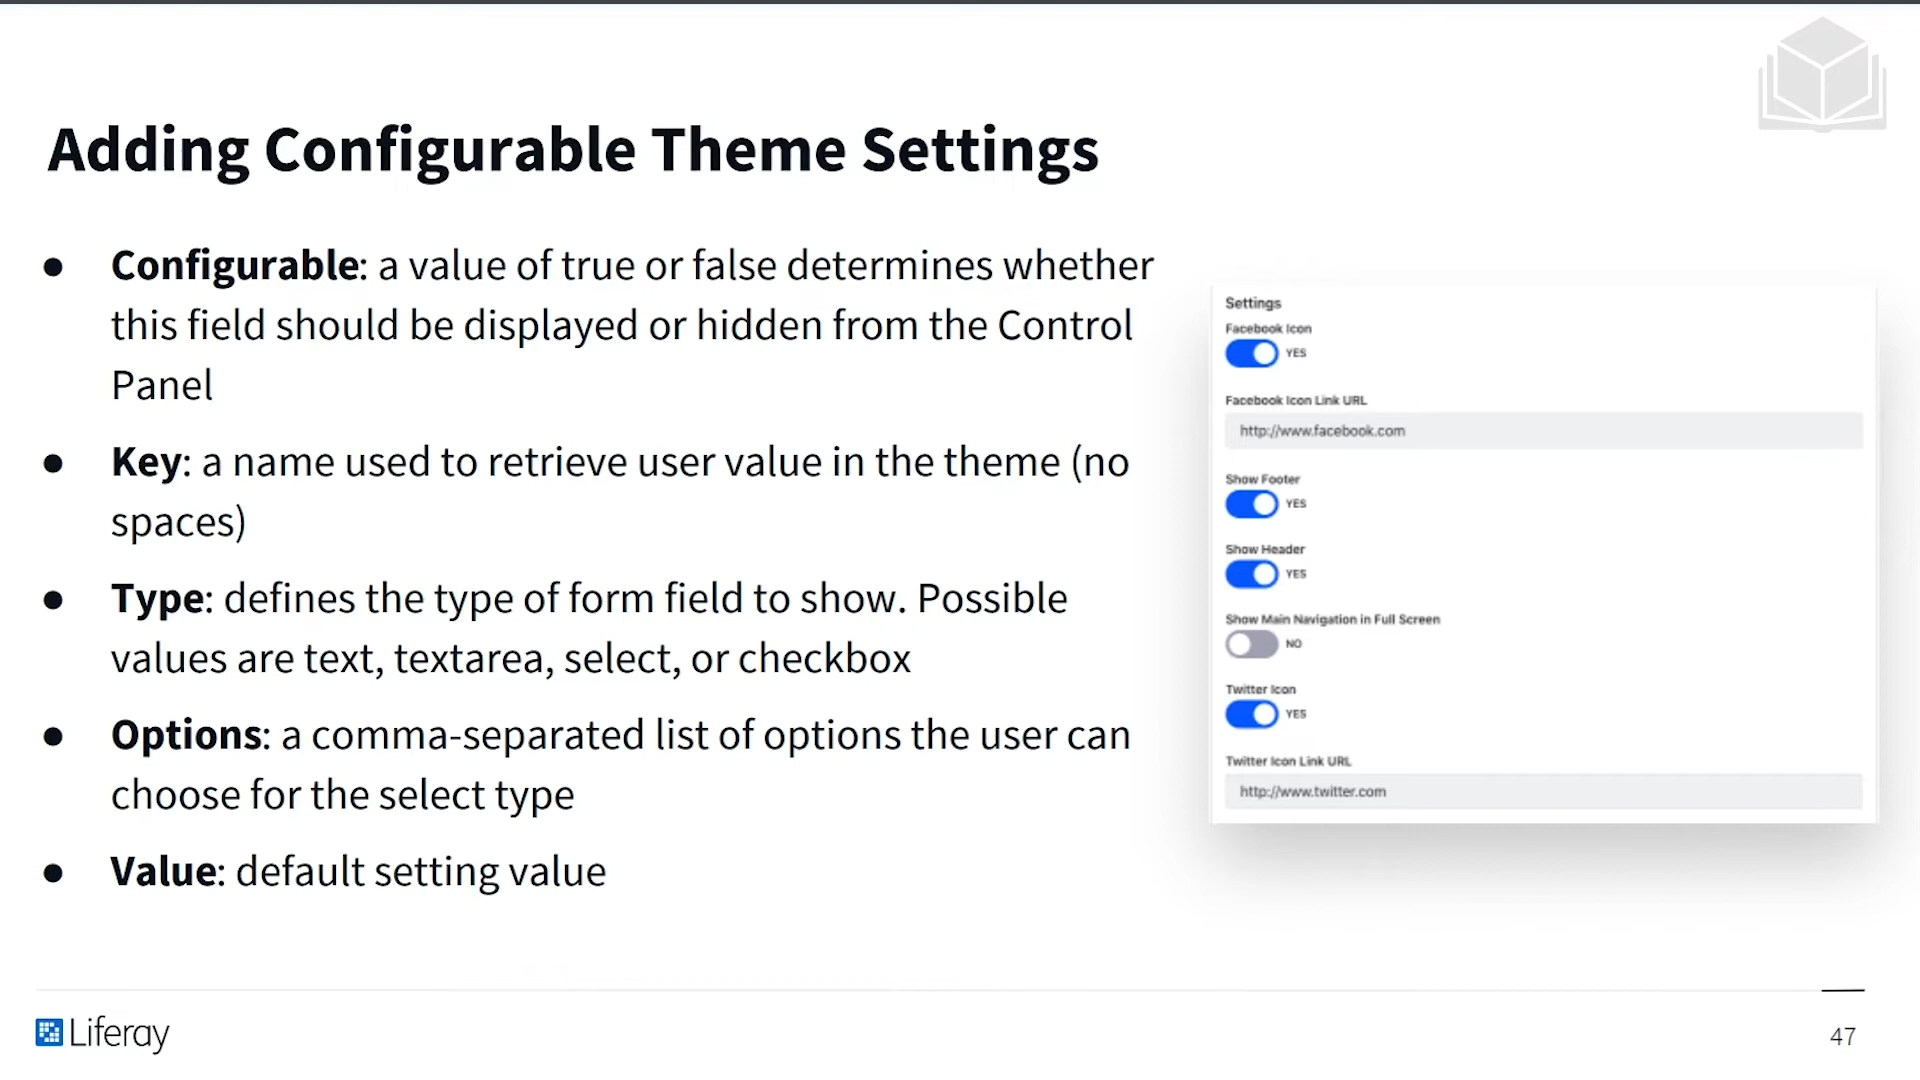 Adding Configurable Theme Settings
● Configurable: a value of true or false determines whether
this field should be displayed or hidden from the Control
Panel
● Key: a name used to retrieve user value in the theme (no
spaces)
● Type: defines the type of form field to show. Possible
values are text, textarea, select, or checkbox
● Options: a comma-separated list of options the user can
choose for the select type
● Value: default setting value
Settings
Facebook Icon
YES
Facebook Icon Link URL
http://www.facebook.com
Show Footer
YES
Show Header
YES
Show Main Navigation in Full Screen
NO
Twitter Icon
YES
Twitter Icon Link URL
http://www.twitter.com
Liferay
47